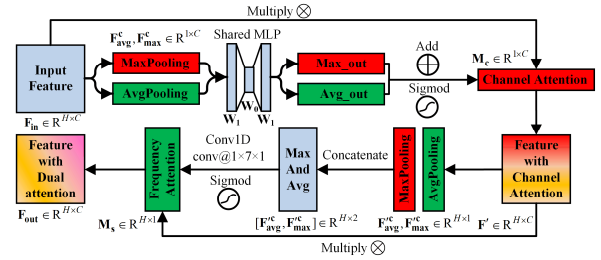 Multiply ⊗
F^c_avg, F^c_max ∈ R^{1×C}
Shared MLP
Input
Feature
MaxPooling
AvgPooling
W_1
W_0
W_1
Max_out
Avg_out
Add
Sigmod
M_c ∈ R^{1×C}
Channel Attention
F_in ∈ R^{H×C}
Feature
with
Dual
attention
F_out ∈ R^{H×C}
Frequency
Attention
M_s ∈ R^{H×1}
Conv1D
conv@1×7×1
Sigmod
Max
And
Avg
[F'^c_avg, F'^c_max] ∈ R^{H×2}
Concatenate
MaxPooling
AvgPooling
F'^c_avg, F'^c_max ∈ R^{H×1}
Feature with
Channel
Attention
F' ∈ R^{H×C}
Multiply ⊗